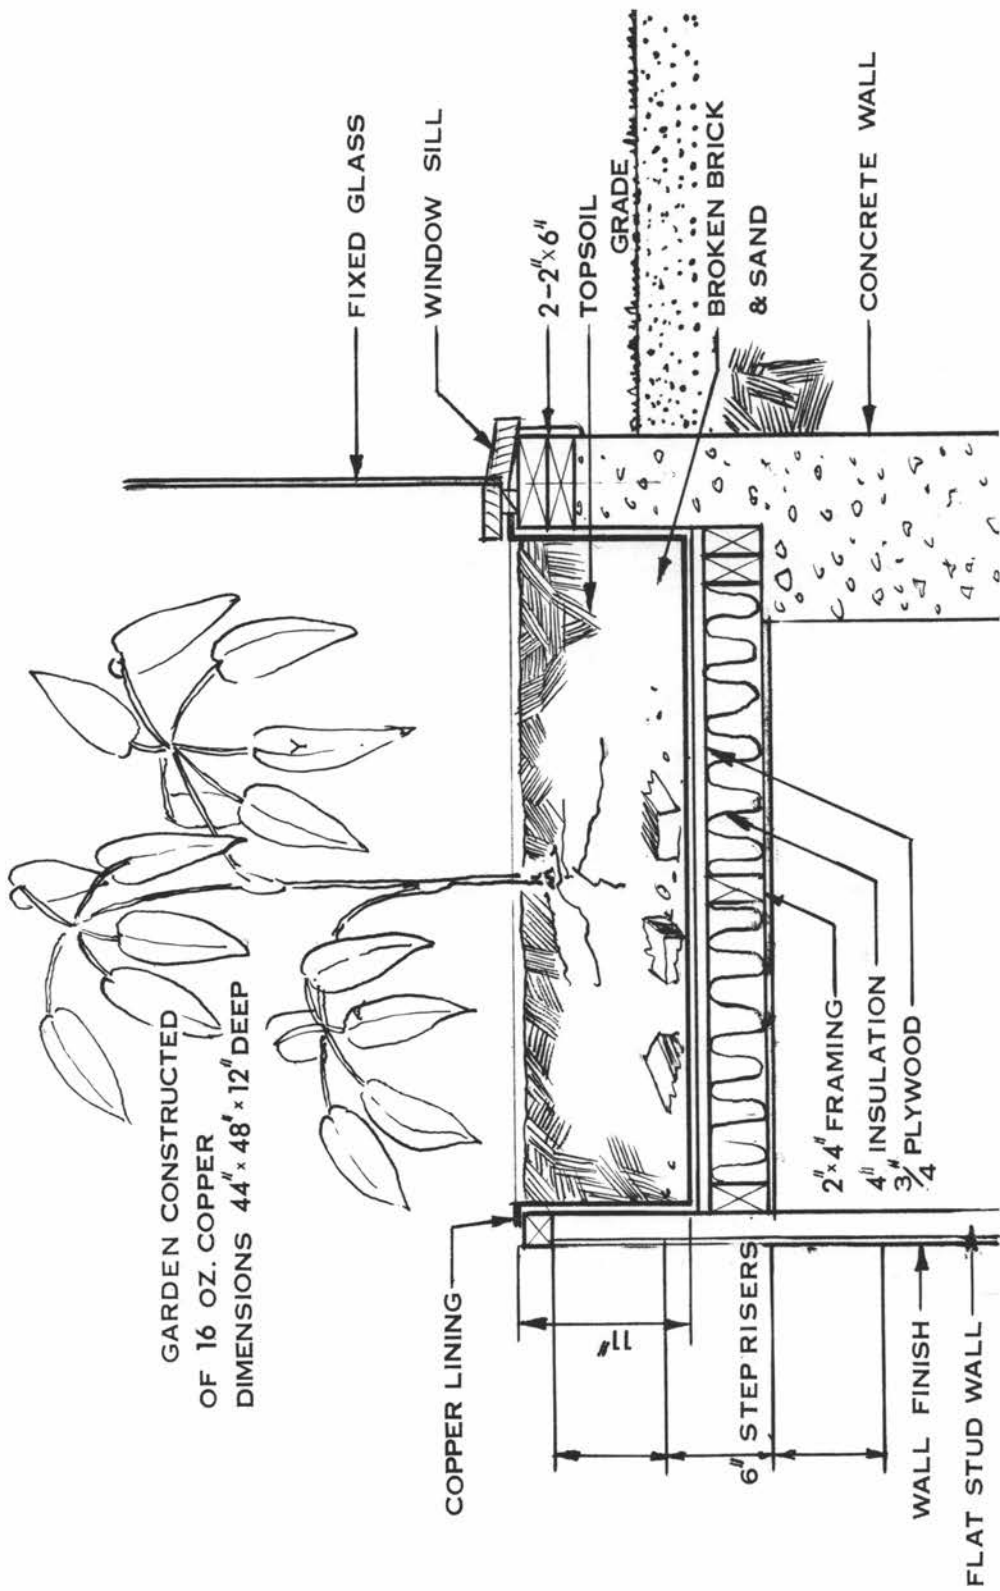 GARDEN CONSTRUCTED
OF 16 OZ. COPPER
DIMENSIONS 44" × 48" × 12" DEEP
FIXED GLASS
WINDOW SILL
2-2"×6"
TOPSOIL
GRADE
BROKEN BRICK
& SAND
CONCRETE WALL
COPPER LINING
11"
6" STEP RISERS
2"×4" FRAMING
4" INSULATION
3/4" PLYWOOD
WALL FINISH
FLAT STUD WALL